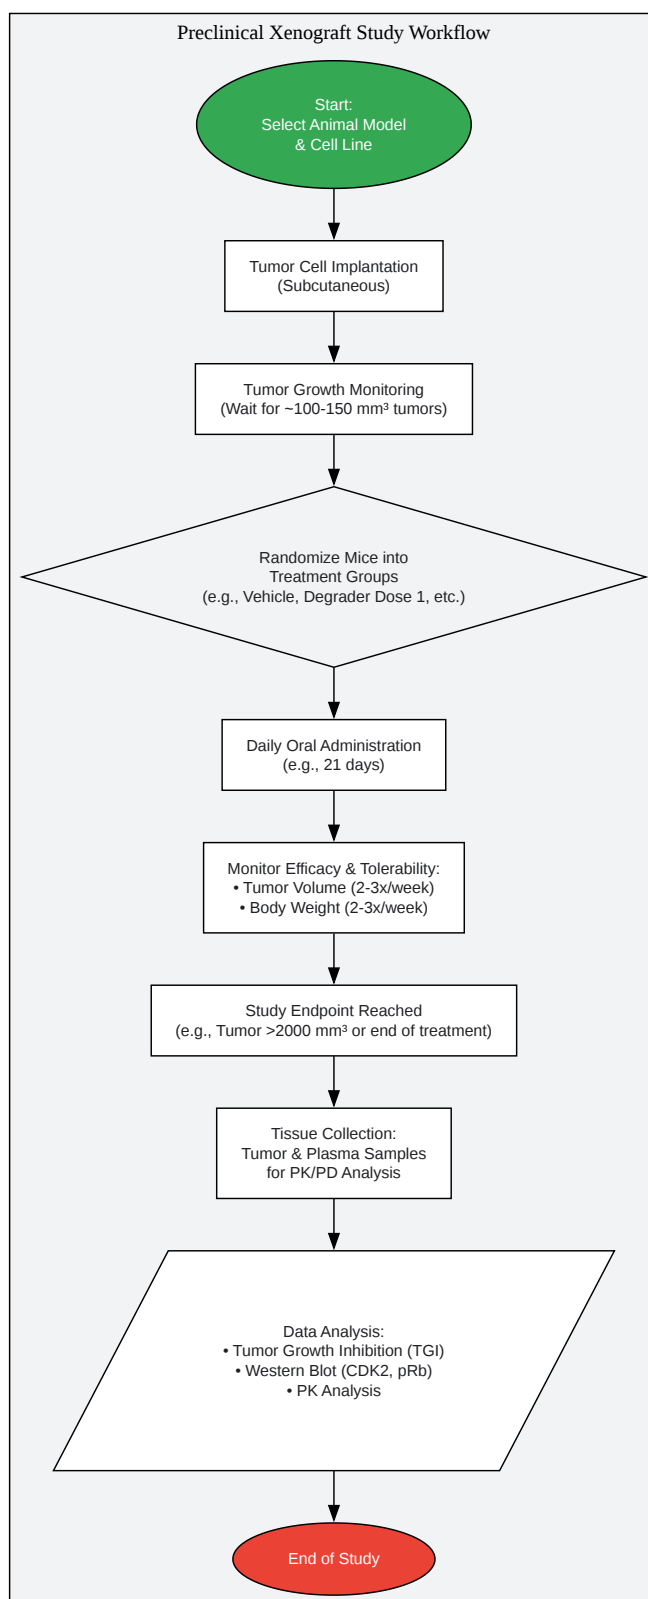 Preclinical Xenograft Study Workflow
Start:
Select Animal Model
& Cell Line
Tumor Cell Implantation
(Subcutaneous)
Tumor Growth Monitoring
(Wait for ~100-150 mm³ tumors)
Randomize Mice into
Treatment Groups
(e.g., Vehicle, Degrader Dose 1, etc.)
Daily Oral Administration
(e.g., 21 days)
Monitor Efficacy & Tolerability:
• Tumor Volume (2-3x/week)
• Body Weight (2-3x/week)
Study Endpoint Reached
(e.g., Tumor >2000 mm³ or end of treatment)
Tissue Collection:
Tumor & Plasma Samples
for PK/PD Analysis
Data Analysis:
• Tumor Growth Inhibition (TGI)
• Western Blot (CDK2, pRb)
• PK Analysis
End of Study